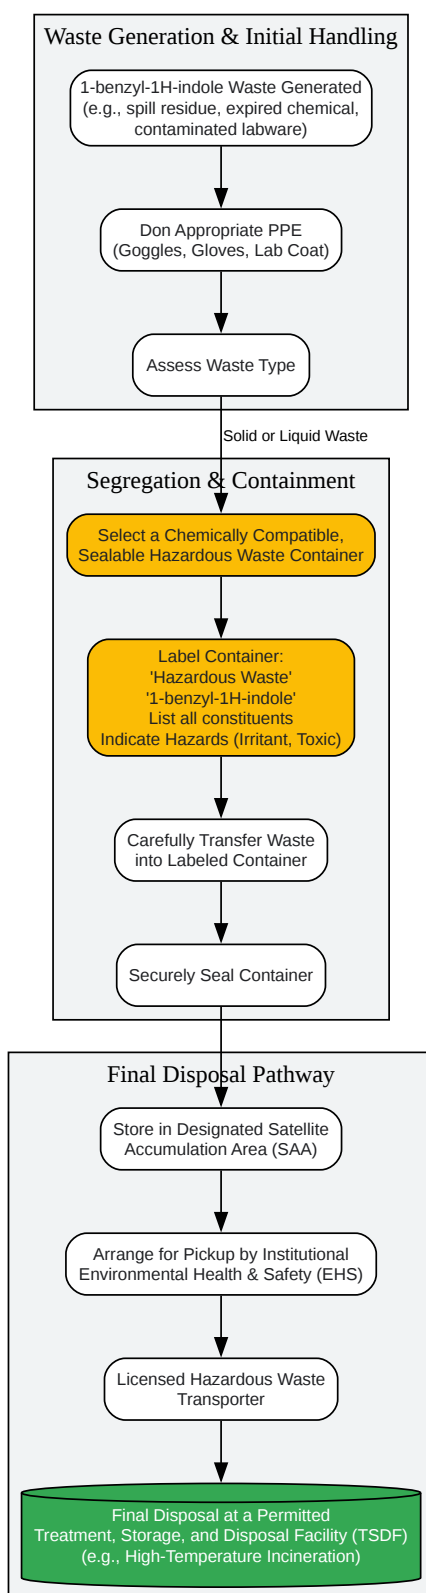 Waste Generation & Initial Handling
1-benzyl-1H-indole Waste Generated
(e.g., spill residue, expired chemical,
contaminated labware)
Don Appropriate PPE
(Goggles, Gloves, Lab Coat)
Assess Waste Type
Solid or Liquid Waste
Segregation & Containment
Select a Chemically Compatible,
Sealable Hazardous Waste Container
Label Container:
'Hazardous Waste'
'1-benzyl-1H-indole'
List all constituents
Indicate Hazards (Irritant, Toxic)
Carefully Transfer Waste
into Labeled Container
Securely Seal Container
Final Disposal Pathway
Store in Designated Satellite
Accumulation Area (SAA)
Arrange for Pickup by Institutional
Environmental Health & Safety (EHS)
Licensed Hazardous Waste
Transporter
Final Disposal at a Permitted
Treatment, Storage, and Disposal Facility (TSDF)
(e.g., High-Temperature Incineration)